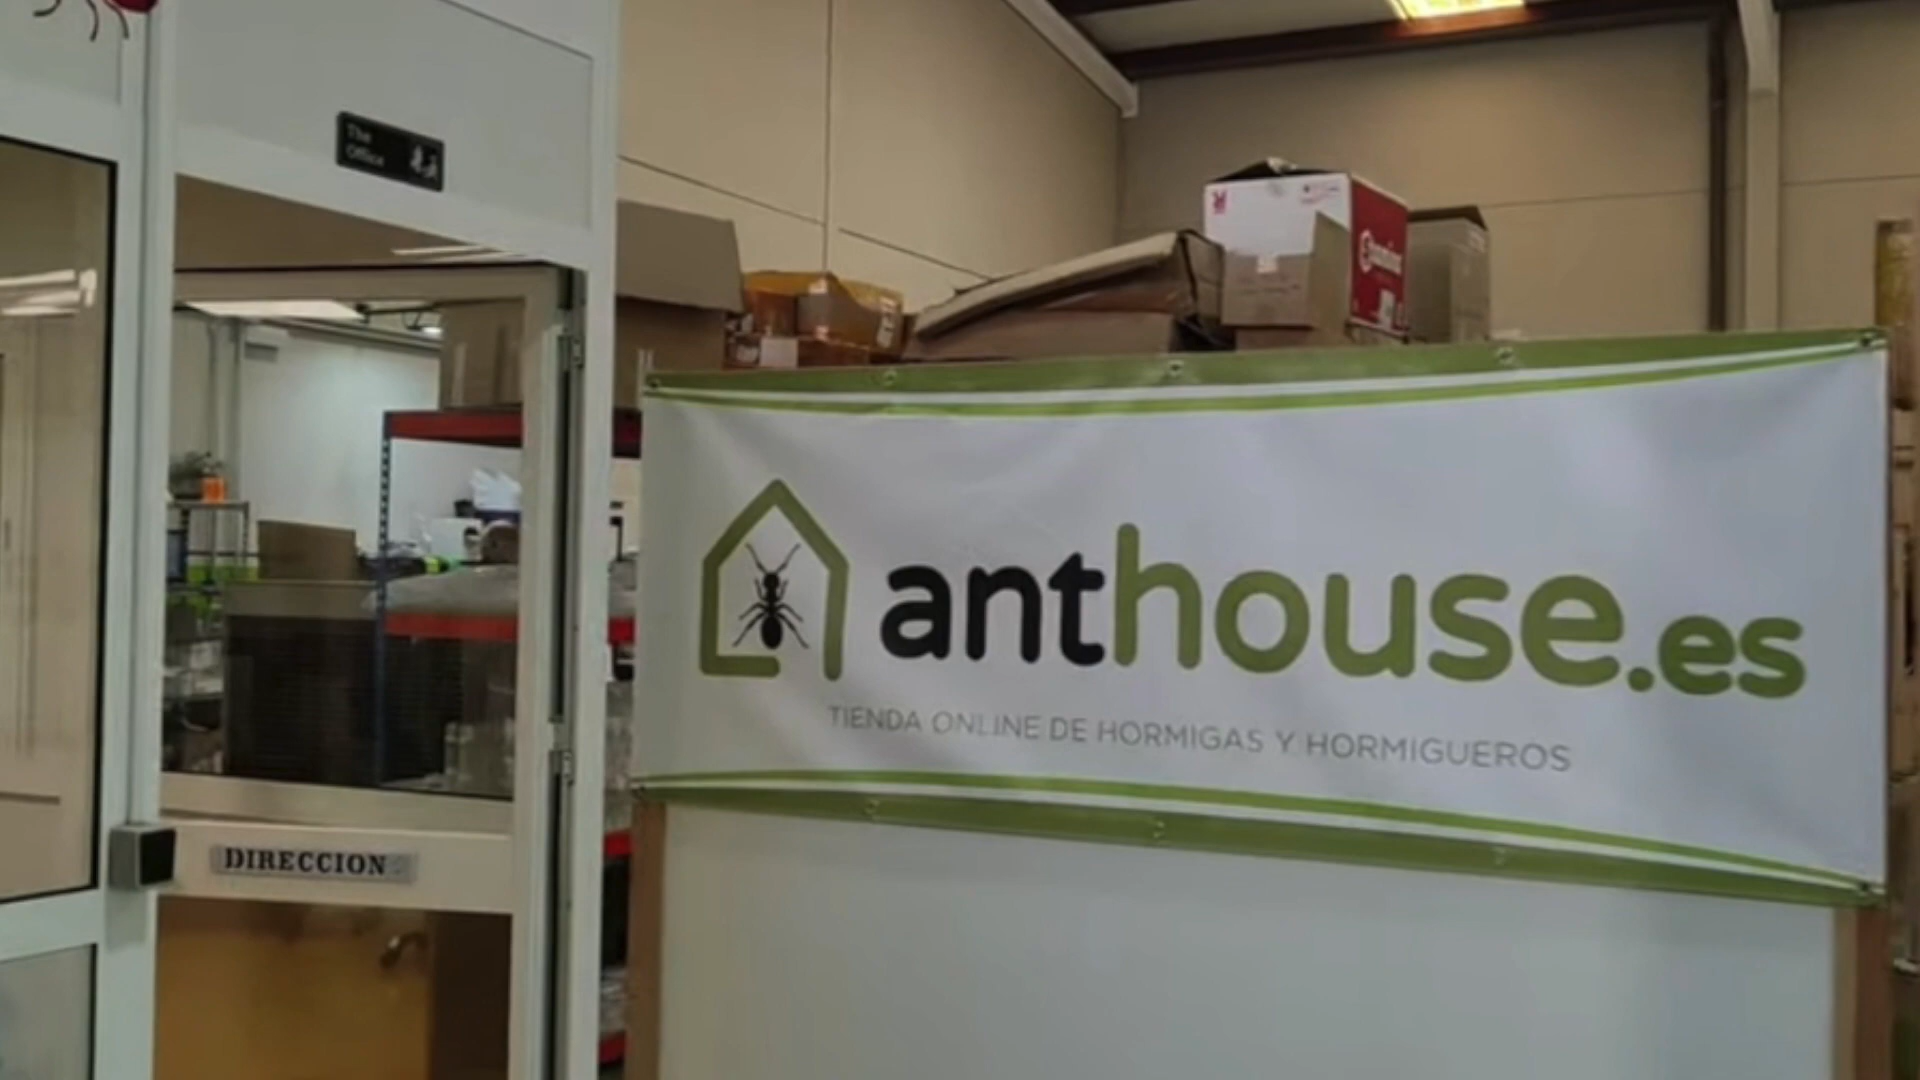 The
Office
anthouse.es
TIENDA ONLINE DE HORMIGAS Y HORMIGUEROS
DIRECCION